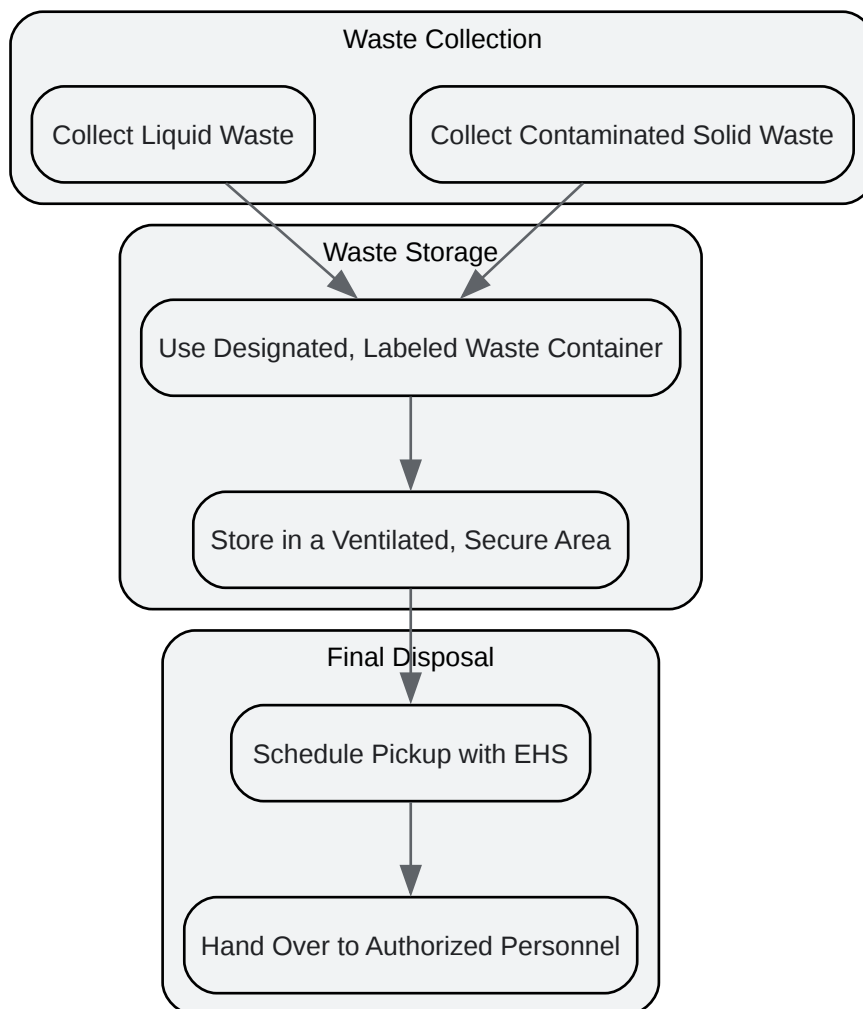 Waste Collection
Collect Liquid Waste
Collect Contaminated Solid Waste
Waste Storage
Use Designated, Labeled Waste Container
Store in a Ventilated, Secure Area
Final Disposal
Schedule Pickup with EHS
Hand Over to Authorized Personnel